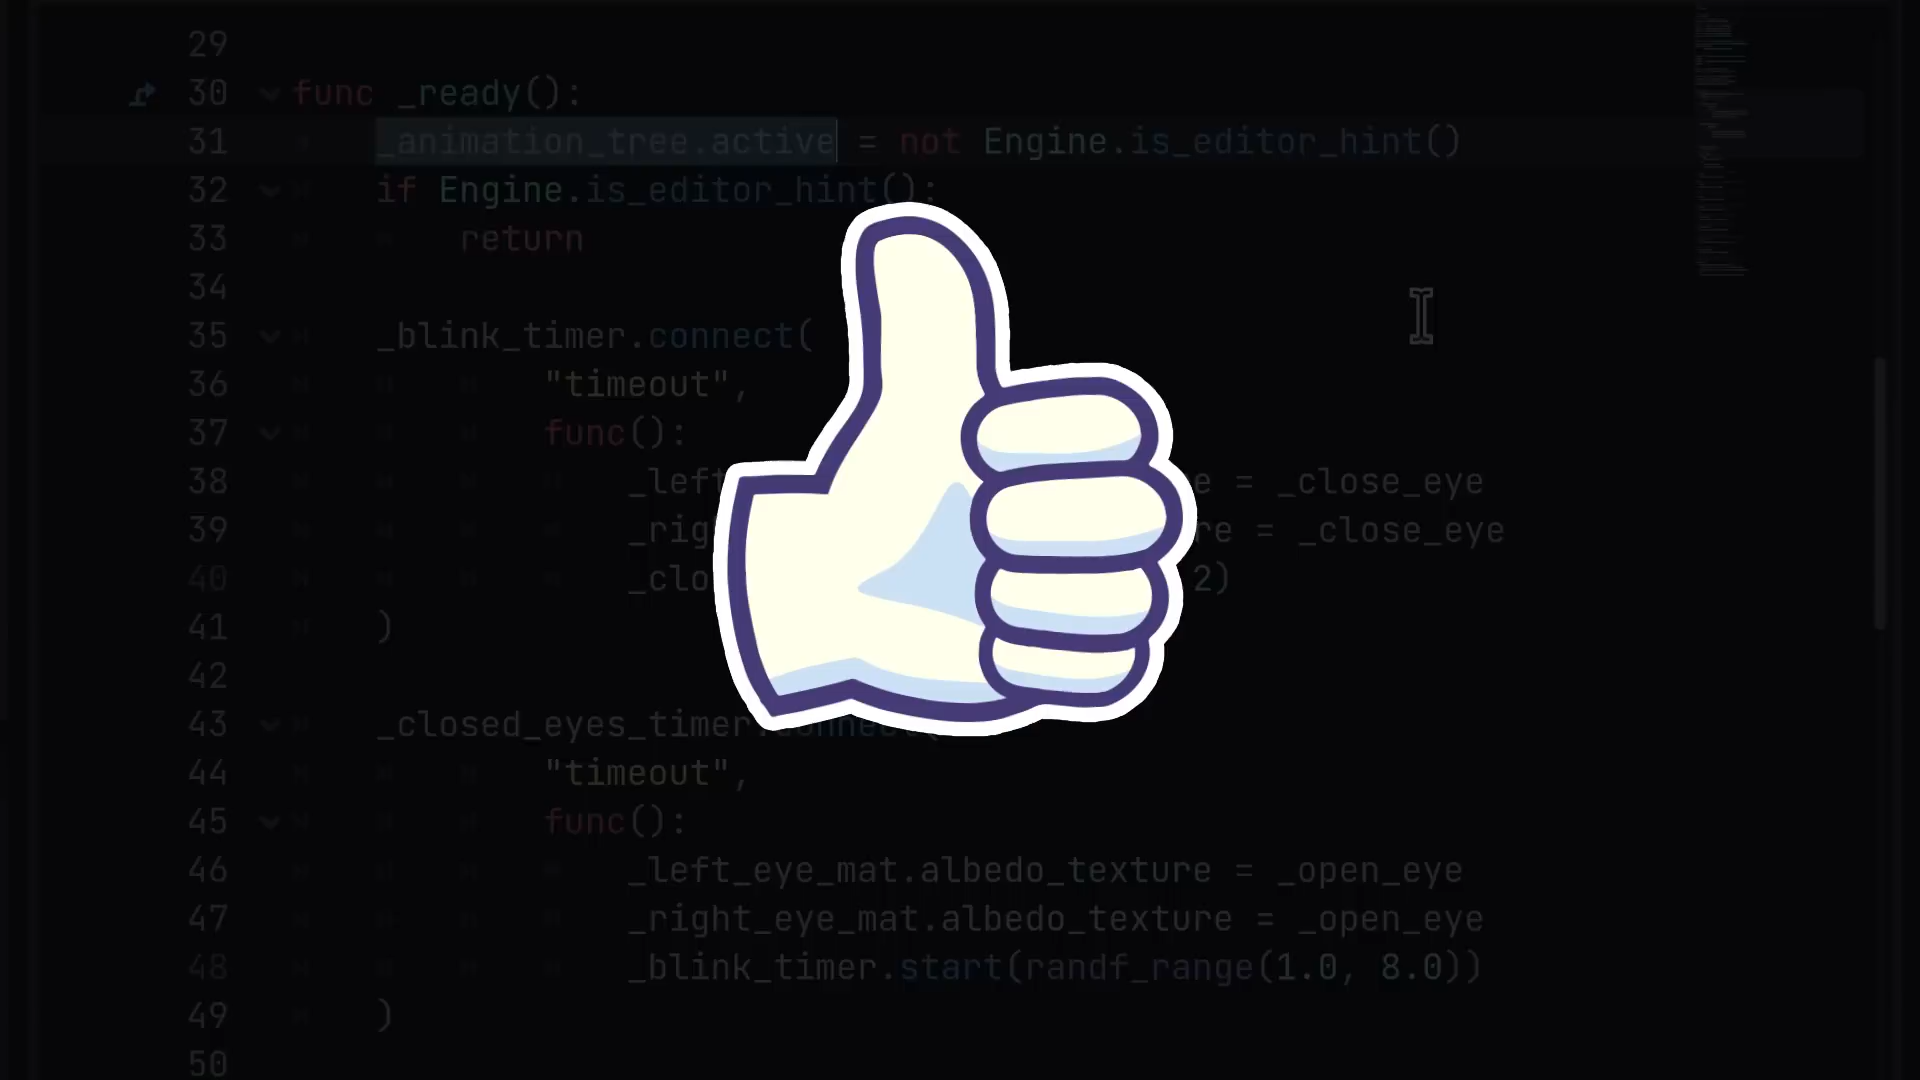 29
30 func _ready():
31 _animation_tree.active = not Engine.is_editor_hint()
32 if Engine.is_editor_hint():
33 return
34
35 _blink_timer.connect(
36 "timeout",
37 func():
38 _left e = _close_eye
39 _rig re = _close_eye
40 _clo 2)
41 )
42
43 _closed_eyes_timer.connect(
44 "timeout",
45 func():
46 _left_eye_mat.albedo_texture = _open_eye
47 _right_eye_mat.albedo_texture = _open_eye
48 _blink_timer.start(randf_range(1.0, 8.0))
49 )
50